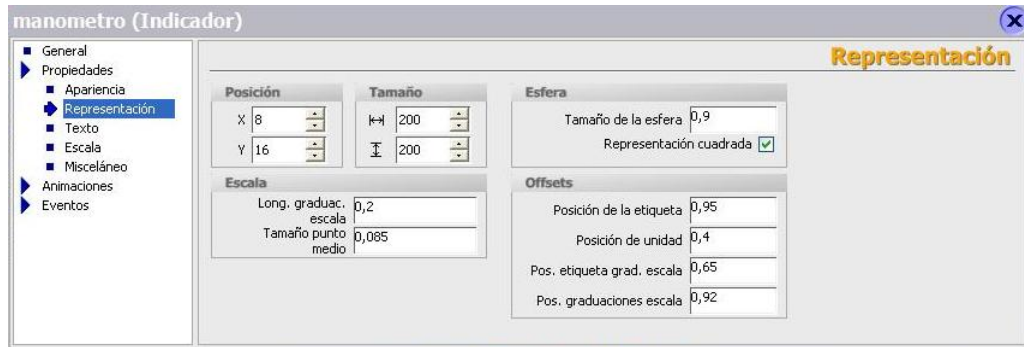 manometro (Indicador)
General
Propiedades
Apariencia
Representación
Texto
Escala
Misceláneo
Animaciones
Eventos
Representación
Posición
X 8
Y 16
Tamaño
200
200
Esfera
Tamaño de la esfera 0,9
Representación cuadrada
Escala
Long. graduac. escala 0,2
Tamaño punto medio 0,085
Offsets
Posición de la etiqueta 0,95
Posición de unidad 0,4
Pos. etiqueta grad. escala 0,65
Pos. graduaciones escala 0,92